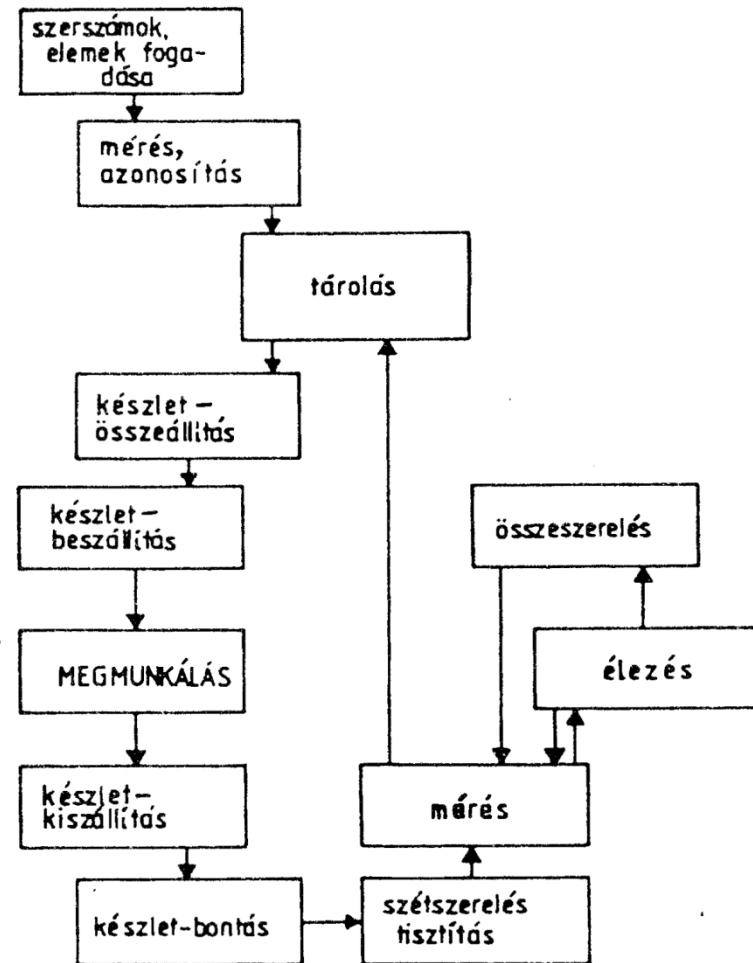 szerszámok,
elemek foga-
dása
mérés,
azonosítás
tárolás
készlet-
összeállítás
készlet-
beszállítás
összeszerelés
MEGMUNKÁLÁS
élezés
készlet-
kiszállítás
mérés
készlet-bontás
szétszerelés
tisztítás